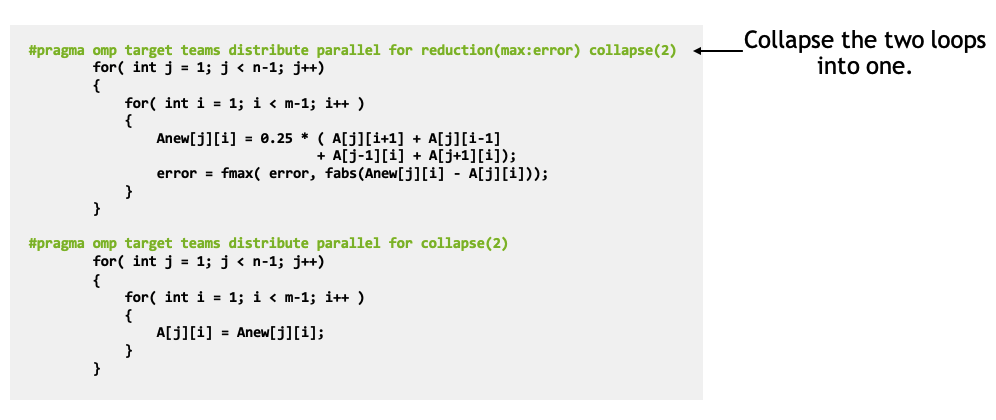 #pragma omp target teams distribute parallel for reduction(max:error) collapse(2)
for( int j = 1; j < n-1; j++)
{
for( int i = 1; i < m-1; i++ )
{
Anew[j][i] = 0.25 * ( A[j][i+1] + A[j][i-1]
+ A[j-1][i] + A[j+1][i]);
error = fmax( error, fabs(Anew[j][i] - A[j][i]));
}
}
#pragma omp target teams distribute parallel for collapse(2)
for( int j = 1; j < n-1; j++)
{
for( int i = 1; i < m-1; i++ )
{
A[j][i] = Anew[j][i];
}
}
Collapse the two loops
into one.